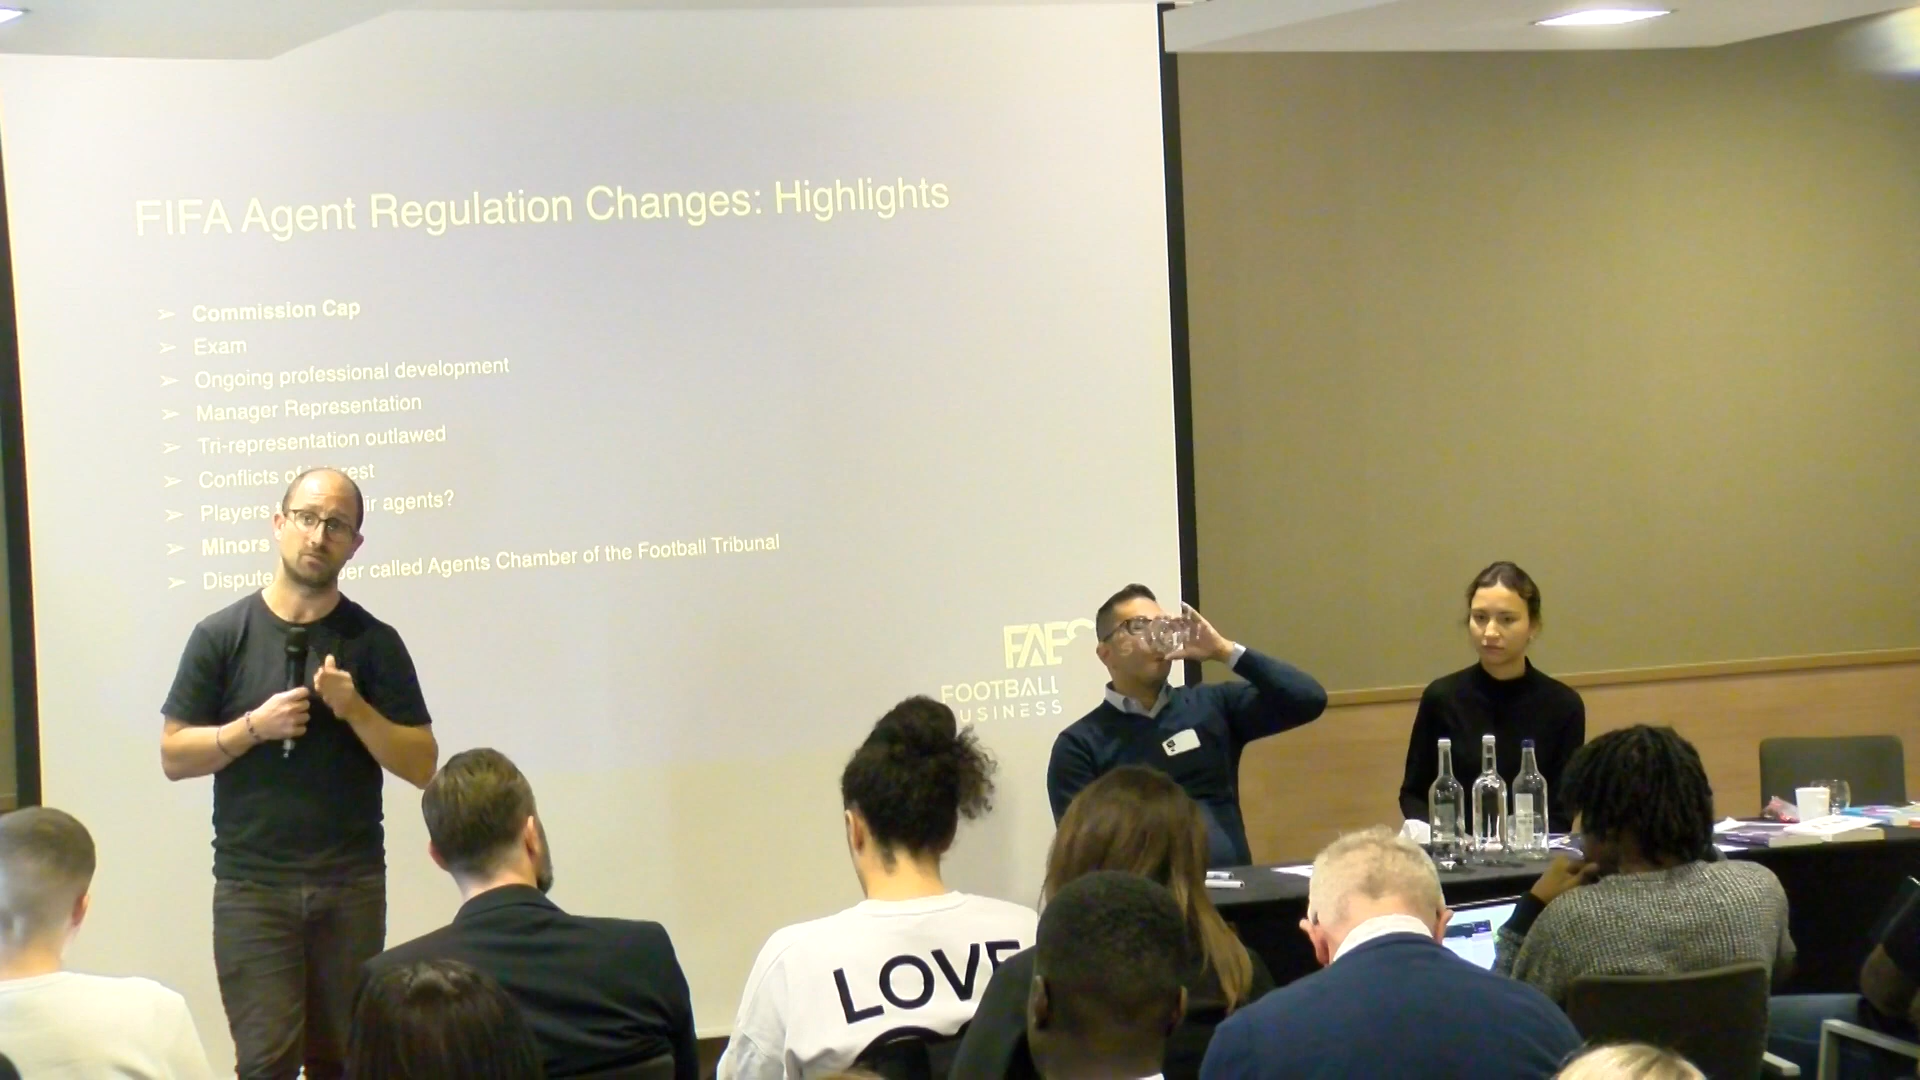 FIFA Agent Regulation Changes: Highlights
➢ Commission Cap
➢ Exam
➢ Ongoing professional development
➢ Manager Representation
➢ Tri-representation outlawed
➢ Conflicts of
➢ Players agents?
➢ Minors
➢ Dispute called Agents Chamber of the Football Tribunal
FOOTBALL
LOVE